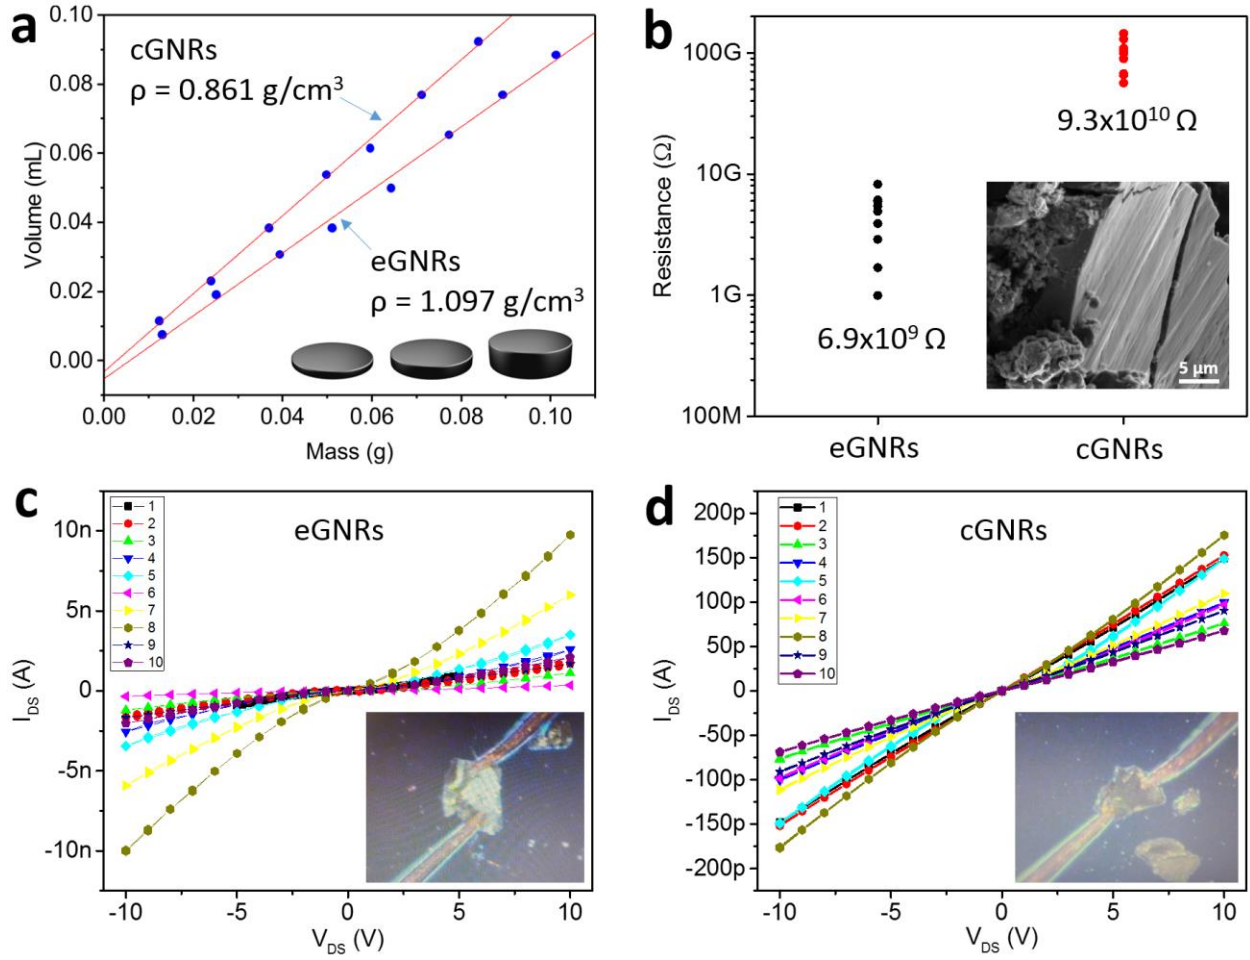 a
0.10
0.08
0.06
0.04
0.02
0.00
Volume (mL)
cGNRs
ρ = 0.861 g/cm³
eGNRs
ρ = 1.097 g/cm³
0.00 0.02 0.04 0.06 0.08 0.10
Mass (g)
b
100G
10G
1G
100M
Resistance (Ω)
9.3x10¹⁰ Ω
6.9x10⁹ Ω
5 µm
eGNRs cGNRs
c
10n
5n
0
-5n
-10n
I_DS (A)
1
2
3
4
5
6
7
8
9
10
eGNRs
-10 -5 0 5 10
V_DS (V)
d
200p
150p
100p
50p
0
-50p
-100p
-150p
-200p
I_DS (A)
1
2
3
4
5
6
7
8
9
10
cGNRs
-10 -5 0 5 10
V_DS (V)